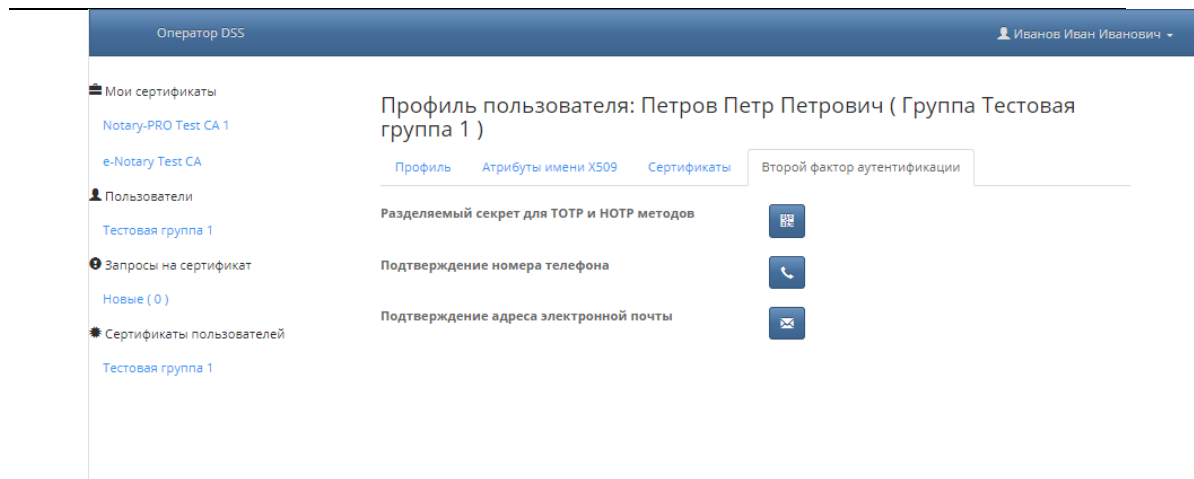 Оператор DSS
Иванов Иван Иванович
Мои сертификаты
Notary-PRO Test CA 1
e-Notary Test CA
Пользователи
Тестовая группа 1
Запросы на сертификат
Новые ( 0 )
Сертификаты пользователей
Тестовая группа 1
Профиль пользователя: Петров Петр Петрович ( Группа Тестовая
группа 1 )
Профиль Атрибуты имени X509 Сертификаты Второй фактор аутентификации
Разделяемый секрет для TOTP и HOTP методов
Подтверждение номера телефона
Подтверждение адреса электронной почты